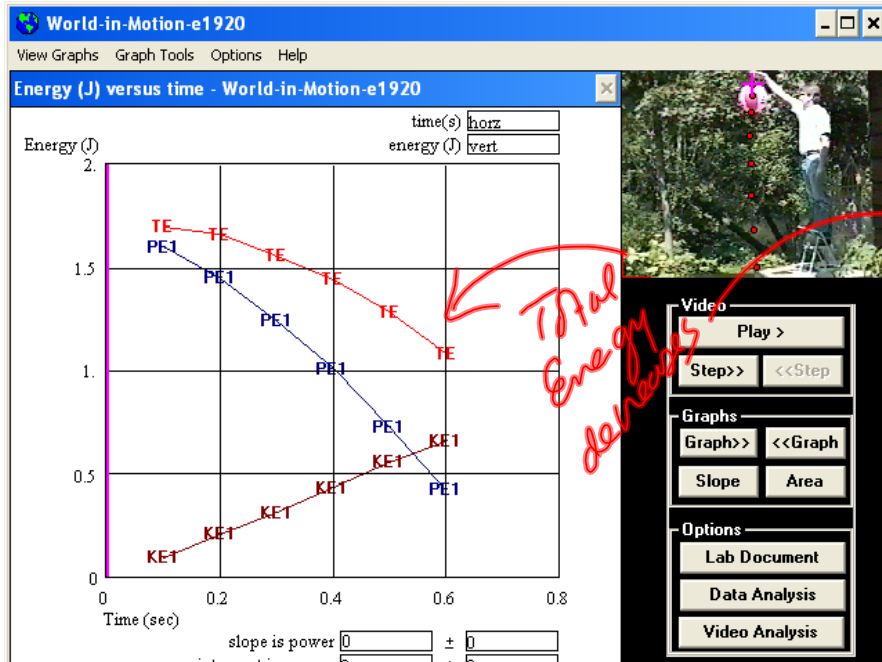 World-in-Motion-e1920
View Graphs Graph Tools Options Help
Energy (J) versus time - World-in-Motion-e1920
time(s) horz
Energy (J)
energy (J) vert
2.
1.5
1.
0.5
0
TE TE TE TE TE TE
PE1 PE1 PE1 PE1 PE1 PE1
KE1 KE1 KE1 KE1 KE1 KE1
0 0.2 0.4 0.6 0.8
Time (sec)
slope is power 0 ± 0
Total
Energy
decreases
Video
Play >
Step>> <<Step
Graphs
Graph>> <<Graph
Slope Area
Options
Lab Document
Data Analysis
Video Analysis